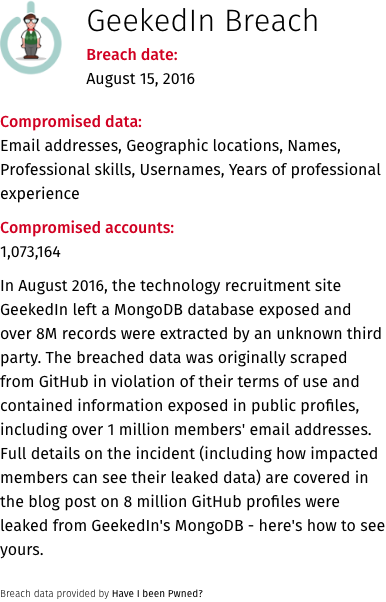 GeekedIn Breach
Breach date:
August 15, 2016
Compromised data:
Email addresses, Geographic locations, Names,
Professional skills, Usernames, Years of professional
experience
Compromised accounts:
1,073,164
In August 2016, the technology recruitment site
GeekedIn left a MongoDB database exposed and
over 8M records were extracted by an unknown third
party. The breached data was originally scraped
from GitHub in violation of their terms of use and
contained information exposed in public profiles,
including over 1 million members' email addresses.
Full details on the incident (including how impacted
members can see their leaked data) are covered in
the blog post on 8 million GitHub profiles were
leaked from GeekedIn's MongoDB - here's how to see
yours.
Breach data provided by Have I been Pwned?